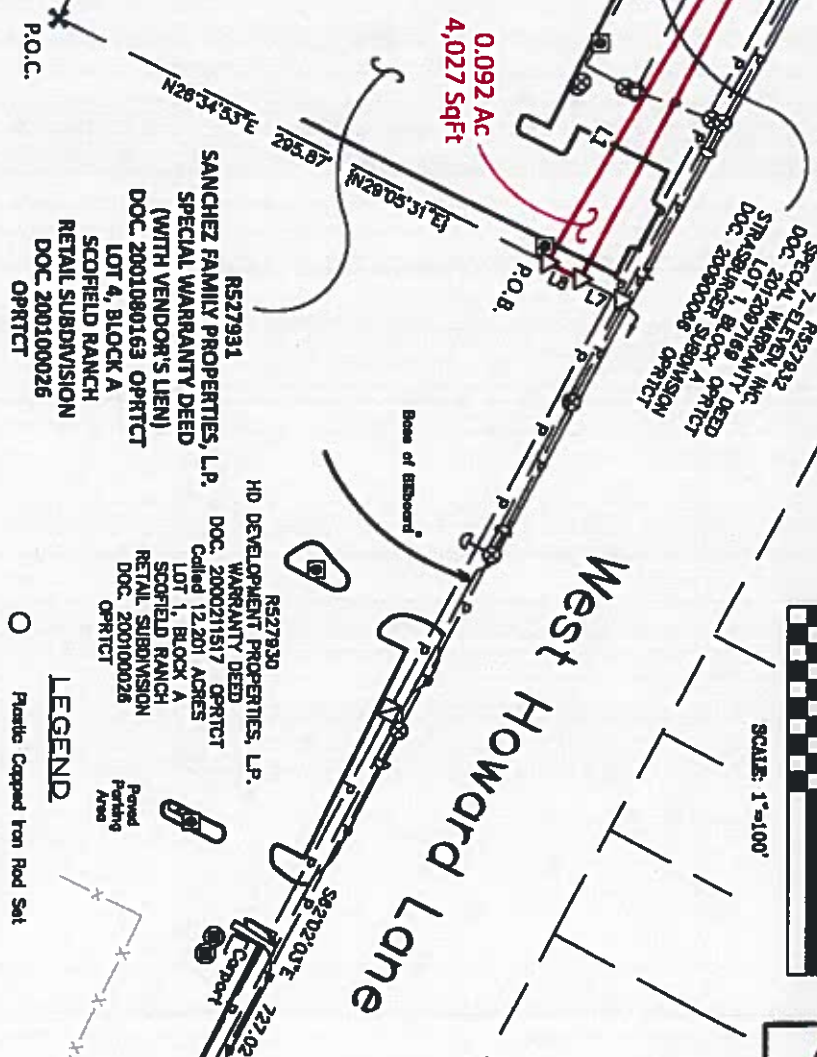 0.092 Ac
4,027 SqFt
P.O.C.
N26°34'53"E
295.87'
[N29°05'31"E]
P.O.B.
L1
L8
L7
R527932
7-ELEVEN, INC.
SPECIAL WARRANTY DEED
DOC. 2012097169 OPRTCT
LOT 1, BLOCK A
STRASBURGER SUBDIVISION
DOC. 200800066 OPRTCT
R527931
SANCHEZ FAMILY PROPERTIES, L.P.
SPECIAL WARRANTY DEED
(WITH VENDOR'S LIEN)
DOC. 2001080163 OPRTCT
LOT 4, BLOCK A
SCOFIELD RANCH
RETAIL SUBDIVISION
DOC. 200100026
OPRTCT
Base of Billboard
R527930
HD DEVELOPMENT PROPERTIES, L.P.
DOC. 2000211517 OPRTCT
WARRANTY DEED
Called 12.201 ACRES
LOT 1, BLOCK A
SCOFIELD RANCH
RETAIL SUBDIVISION
DOC. 200100026
OPRTCT
West Howard Lane
SCALE: 1"=100'
Paved
Parking
Area
S62°02'03"E
727.02
Carport
LEGEND
Plastic Capped Iron Rod Set